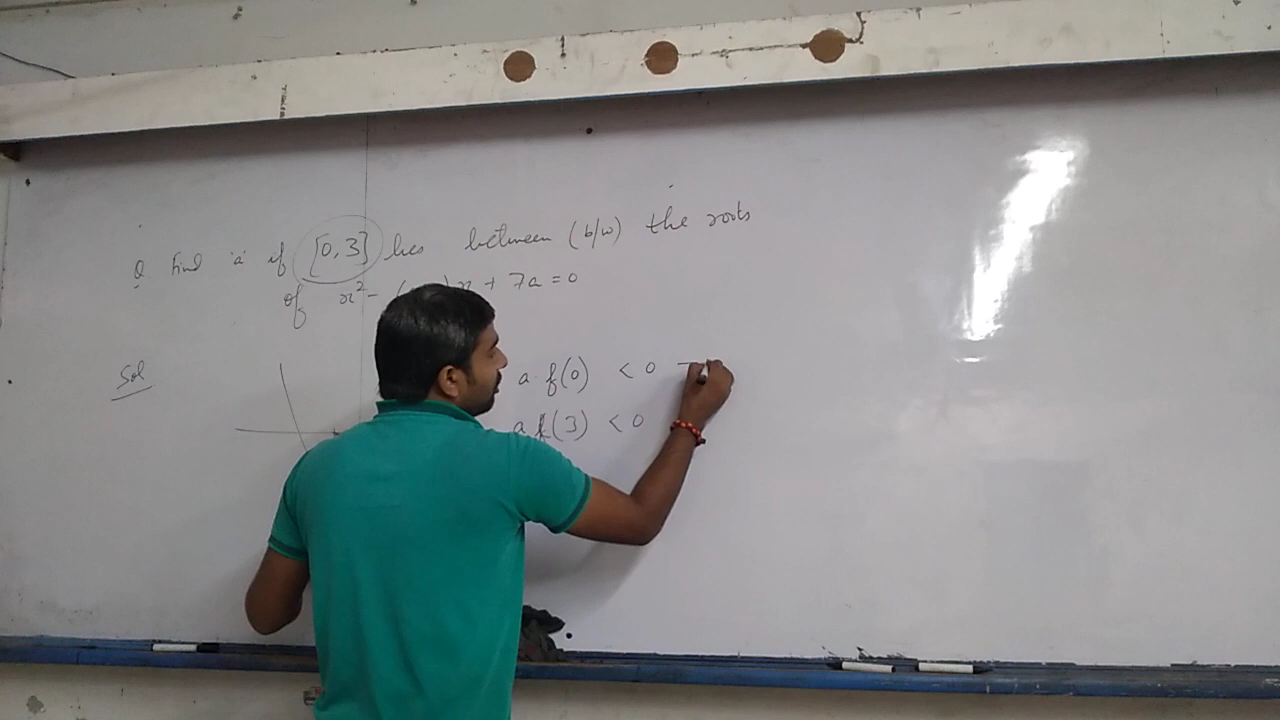 Q Find 'a' if [0,3] lies between (b/w) the roots
of x² - ( ) x + 7a = 0
Sol
a f(0) < 0
a f(3) < 0